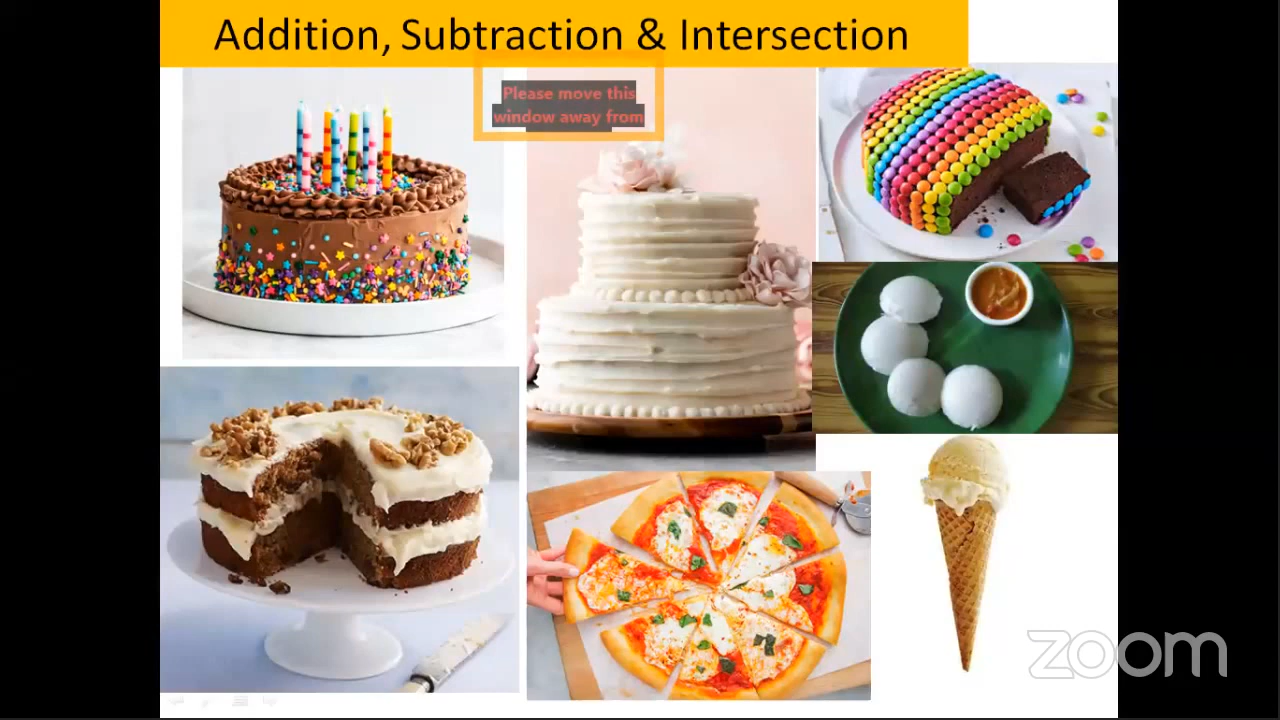 Addition, Subtraction & Intersection
Please move this
window away from
zoom